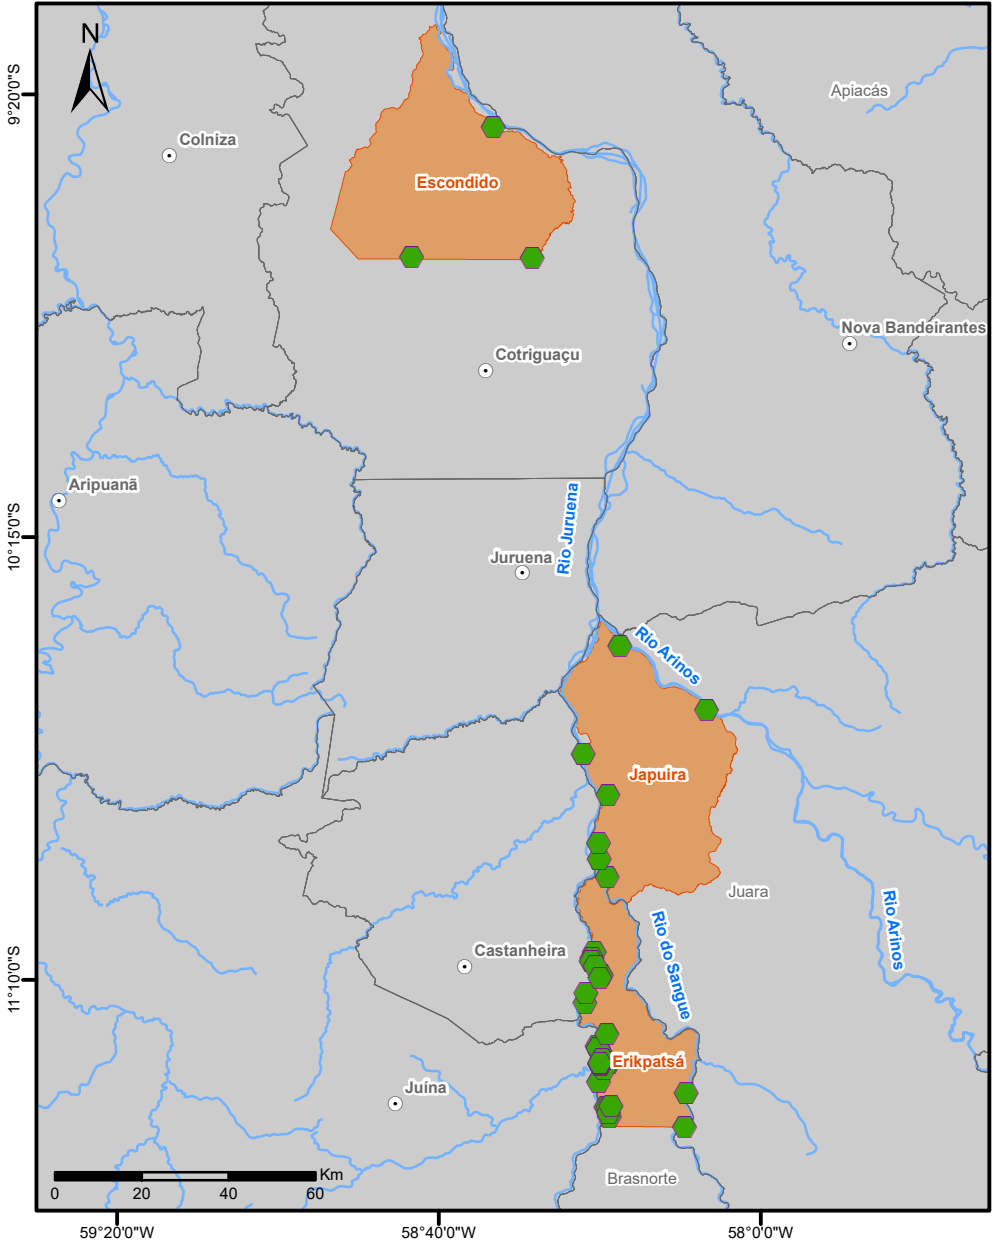 N
9°20'0"S
Apiacás
Colniza
Escondido
Nova Bandeirantes
Cotriguaçu
Aripuanã
Rio Juruena
10°15'0"S
Juruena
Rio Arinos
Japuira
Juara
Rio Arinos
Rio do Sangue
Castanheira
11°10'0"S
Erikpatsá
Juína
Brasnorte
Km
0 20 40 60
59°20'0"W 58°40'0"W 58°0'0"W